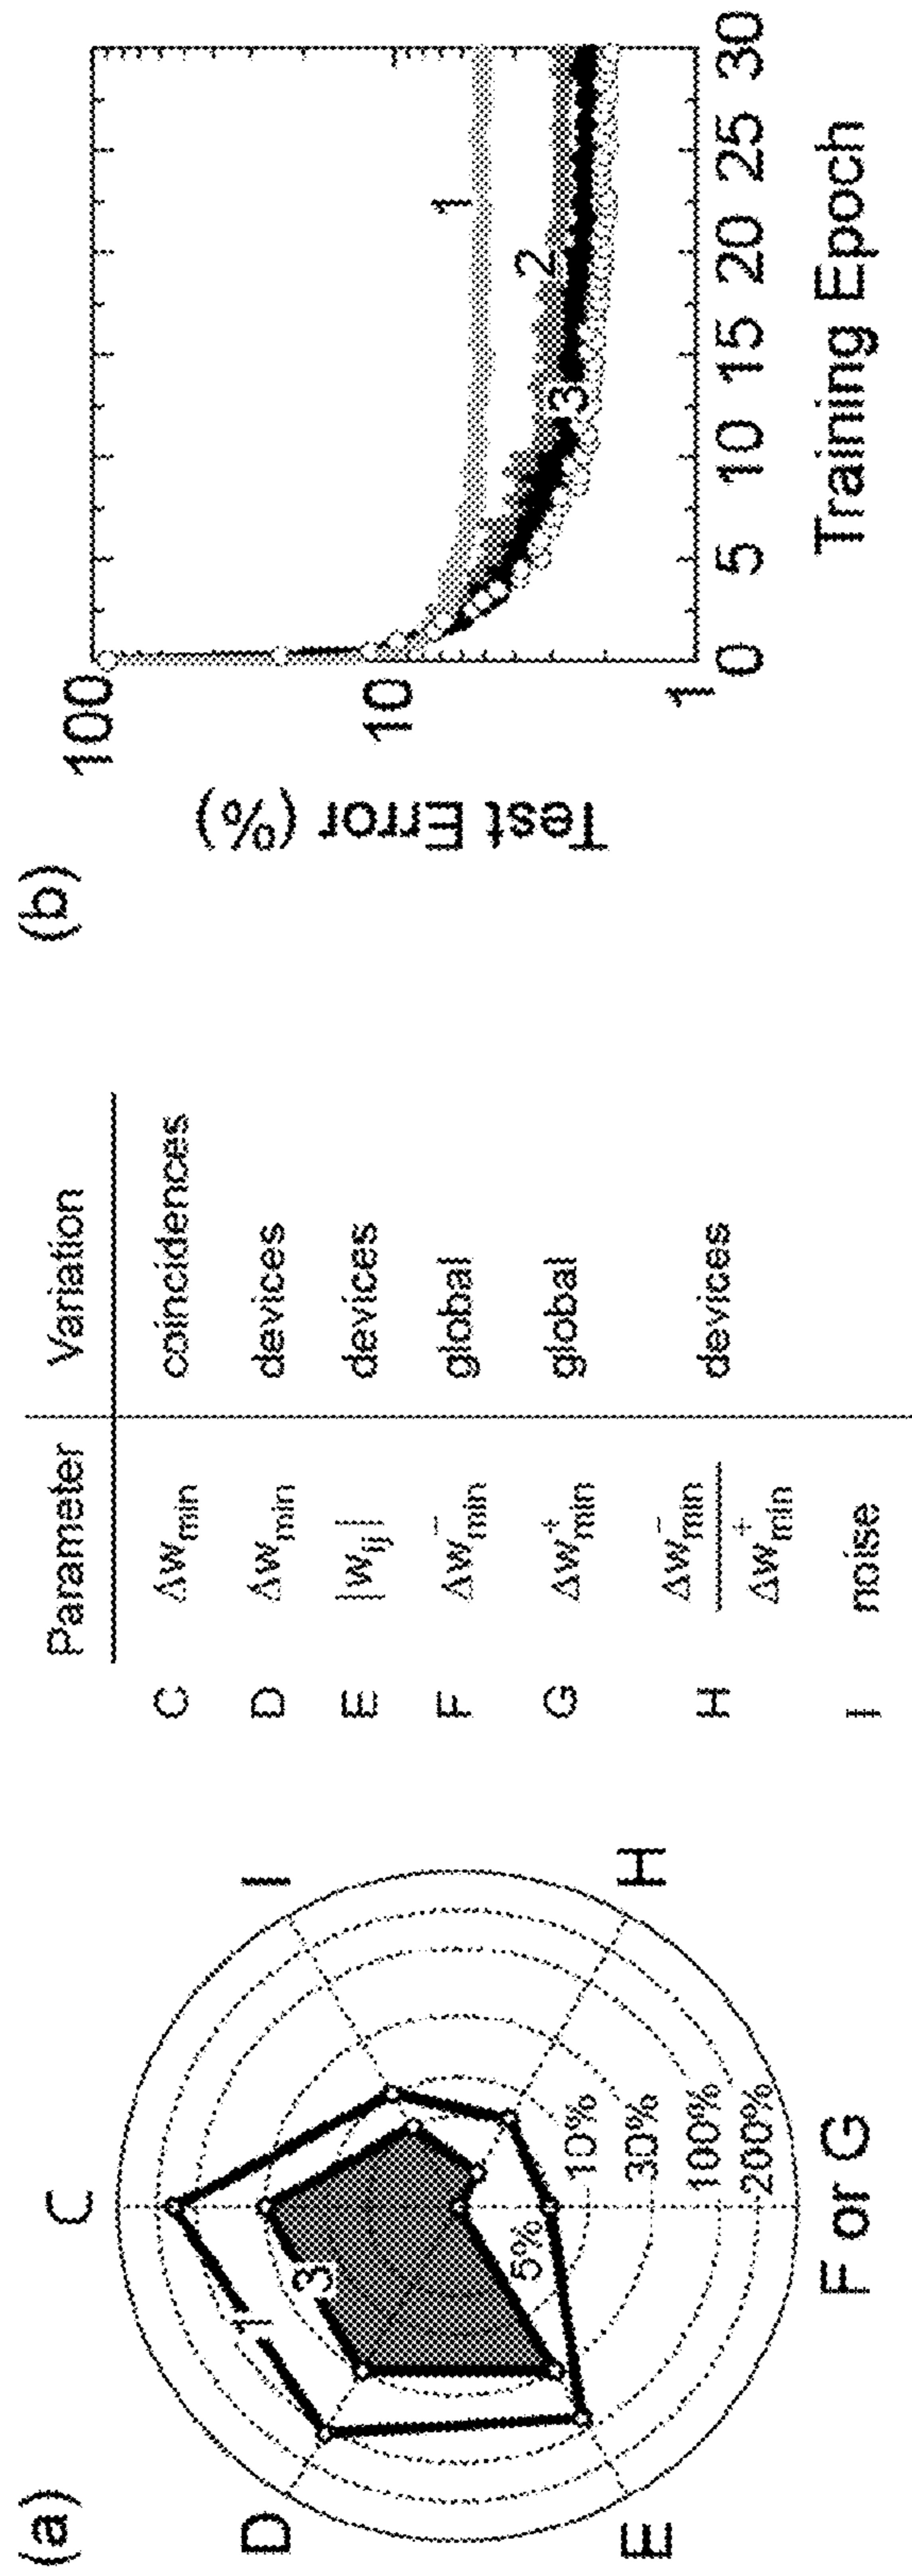 (a)
C
D
I
1
3
5%
10%
30%
100%
200%
E
H
F or G
Parameter Variation
C Δw_min coincidences
D Δw_min devices
E |w_ij| devices
F Δw⁻_min global
G Δw⁺_min global
H Δw⁻_min / Δw⁺_min devices
I noise
(b)
Test Error (%)
100
10
1
1
2
3
0 5 10 15 20 25 30
Training Epoch